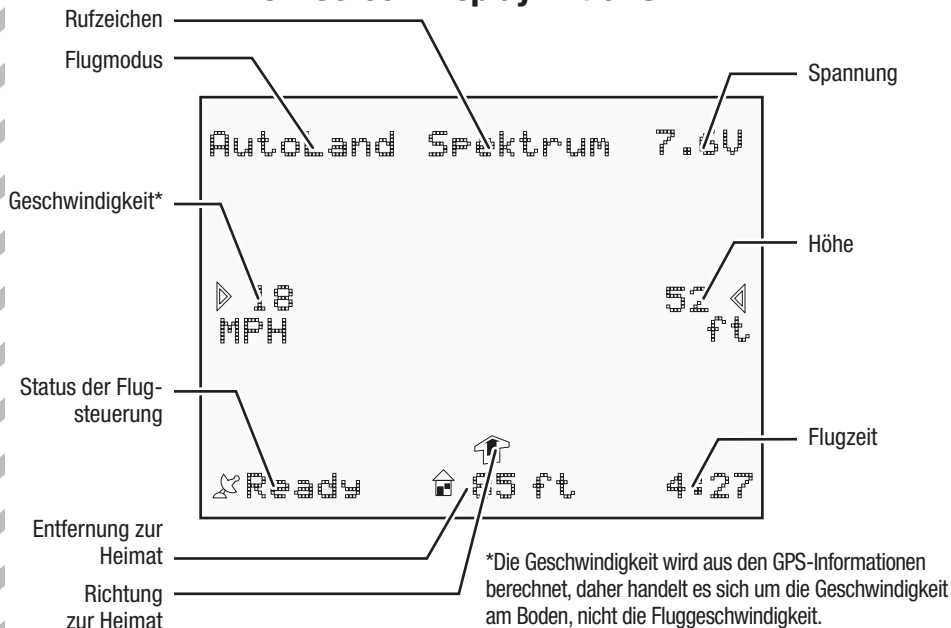 Rufzeichen
Flugmodus
Spannung
AutoLand Spektrum 7.6V
Geschwindigkeit*
Höhe
18
52
MPH
ft
Status der Flug-
steuerung
Flugzeit
Ready
65 ft
4:27
Entfernung zur
Heimat
Richtung
zur Heimat
*Die Geschwindigkeit wird aus den GPS-Informationen
berechnet, daher handelt es sich um die Geschwindigkeit
am Boden, nicht die Fluggeschwindigkeit.